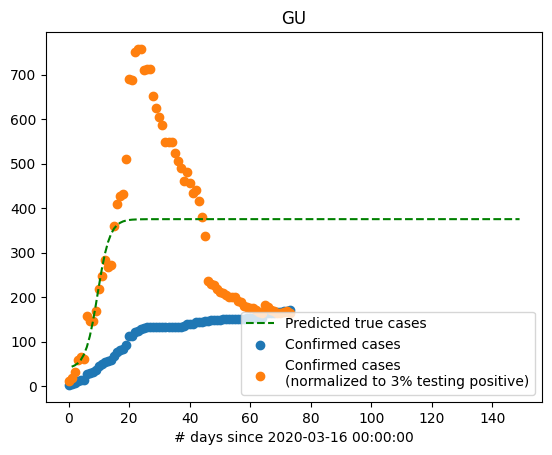 GU
700
600
500
400
300
200
100
0
Predicted true cases
Confirmed cases
Confirmed cases
(normalized to 3% testing positive)
0 20 40 60 80 100 120 140
# days since 2020-03-16 00:00:00